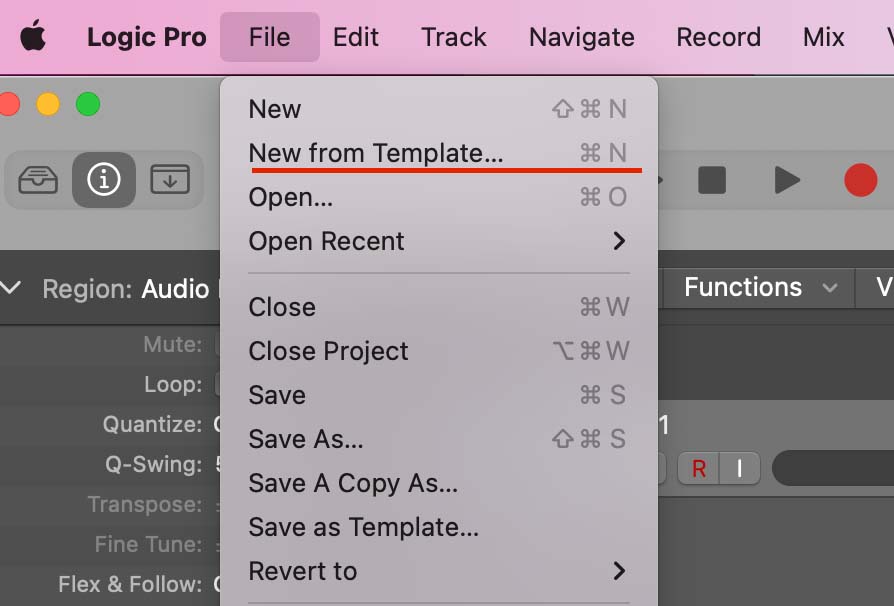 Logic Pro File Edit Track Navigate Record Mix
New ⇧⌘N
New from Template... ⌘N
Open... ⌘O
Open Recent >
Region: Audio
Functions
Close ⌘W
Mute:
Close Project ⌥⌘W
Loop:
Save ⌘S
Quantize:
Save As... ⇧⌘S
1
Q-Swing:
R I
Save A Copy As...
Transpose:
Save as Template...
Fine Tune:
Revert to >
Flex & Follow: